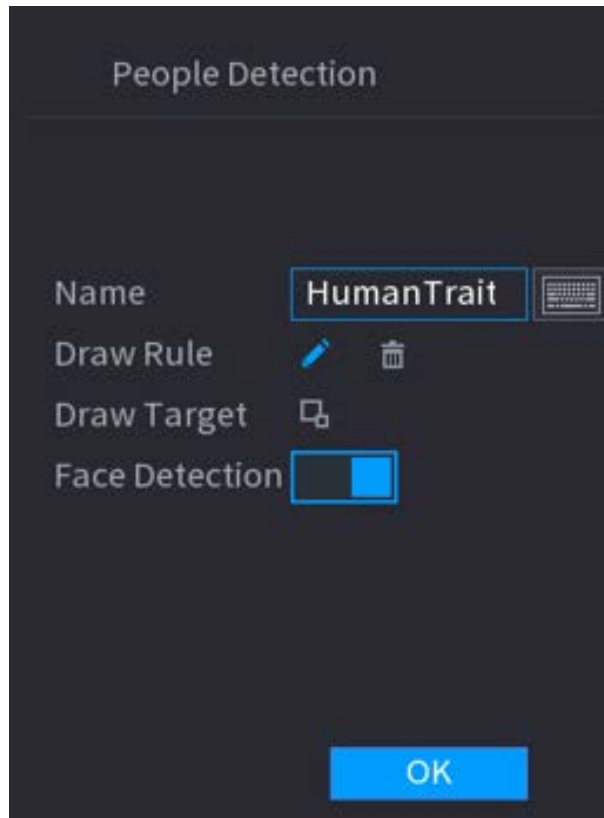 People Detection
Name HumanTrait
Draw Rule
Draw Target
Face Detection
OK